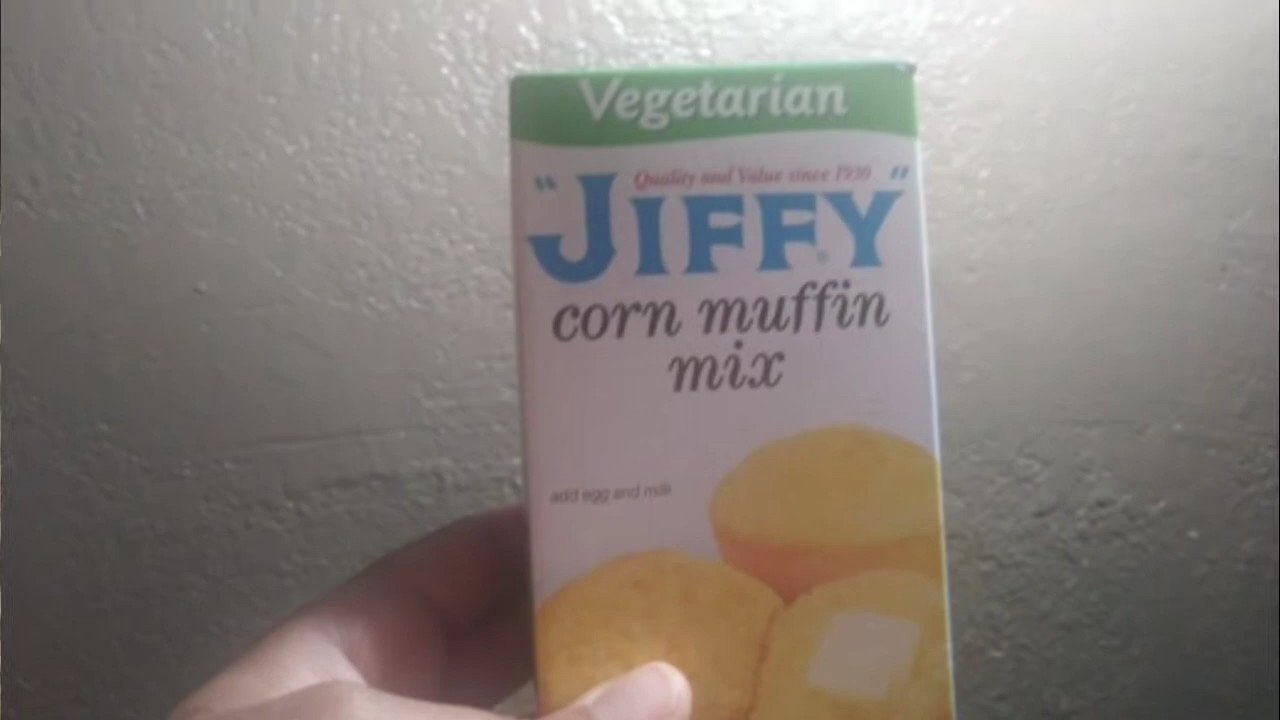 Vegetarian
Quality and Value since 1930
"JIFFY"
corn muffin
mix
add egg and milk